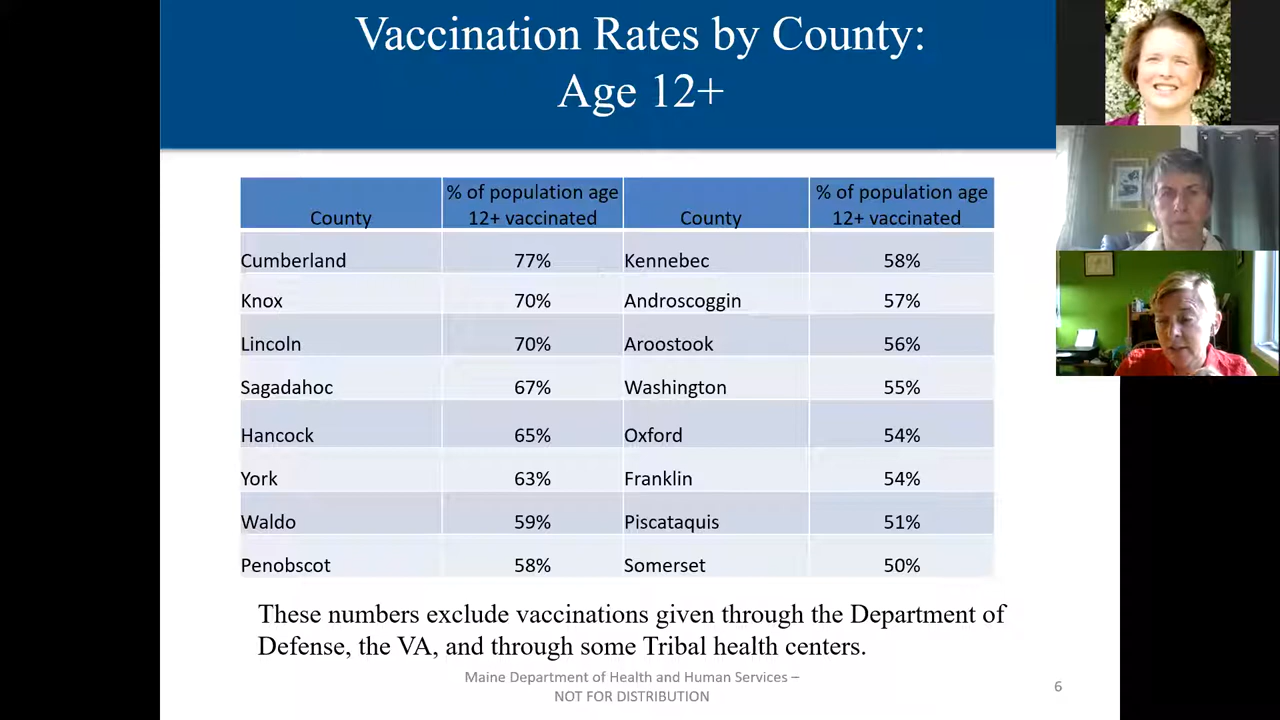 Vaccination Rates by County:
Age 12+
County % of population age 12+ vaccinated County % of population age 12+ vaccinated
Cumberland 77% Kennebec 58%
Knox 70% Androscoggin 57%
Lincoln 70% Aroostook 56%
Sagadahoc 67% Washington 55%
Hancock 65% Oxford 54%
York 63% Franklin 54%
Waldo 59% Piscataquis 51%
Penobscot 58% Somerset 50%
These numbers exclude vaccinations given through the Department of
Defense, the VA, and through some Tribal health centers.
Maine Department of Health and Human Services –
NOT FOR DISTRIBUTION
6